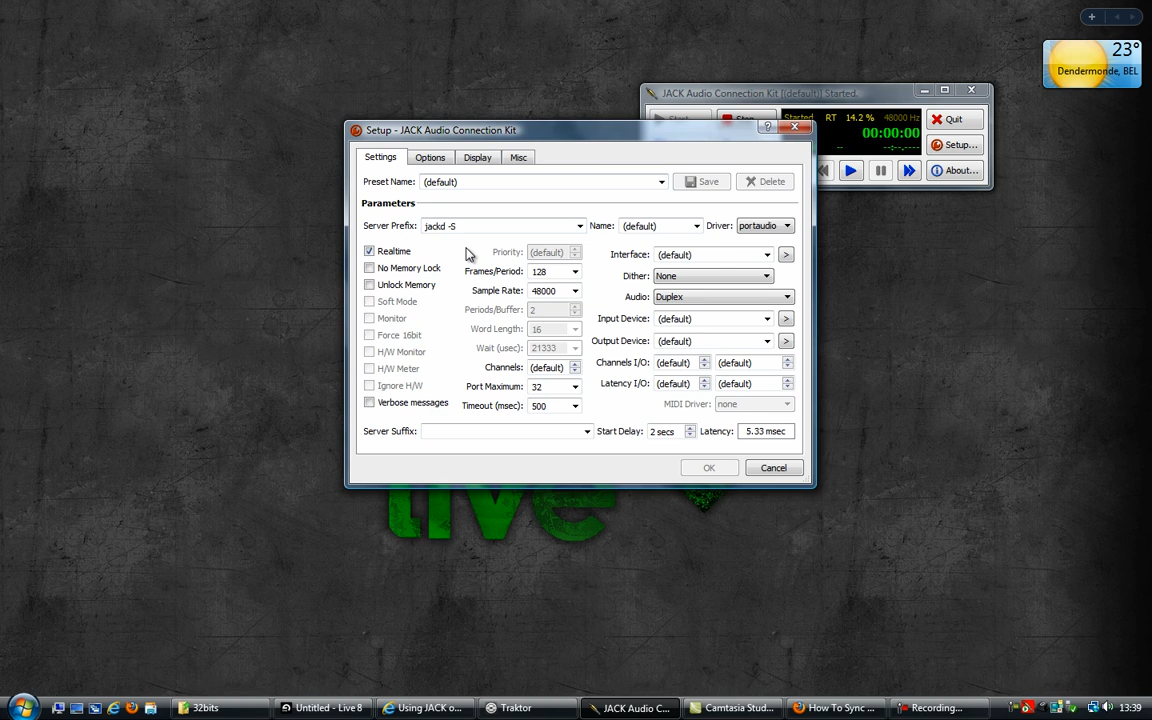 23°
Dendermonde, BEL
JACK Audio Connection Kit [(default)] Started.
Started RT 14.2 % 48000 Hz
00:00:00
--:--.----
Quit
Setup...
About...
Setup - JACK Audio Connection Kit
Settings Options Display Misc
Preset Name: (default) Save Delete
Parameters
Server Prefix: jackd -S Name: (default) Driver: portaudio
Realtime Priority: (default) Interface: (default) >
No Memory Lock Frames/Period: 128 Dither: None
Unlock Memory Sample Rate: 48000 Audio: Duplex
Soft Mode Periods/Buffer: 2 Input Device: (default) >
Monitor Word Length: 16 Output Device: (default) >
Force 16bit Wait (usec): 21333
H/W Monitor Channels: (default) Channels I/O: (default) (default)
H/W Meter Port Maximum: 32 Latency I/O: (default) (default)
Ignore H/W
Verbose messages Timeout (msec): 500 MIDI Driver: none
Server Suffix: Start Delay: 2 secs Latency: 5.33 msec
OK Cancel
live
32bits Untitled - Live 8 Using JACK o... Traktor JACK Audio C... Camtasia Stud... How To Sync ... Recording... 13:39